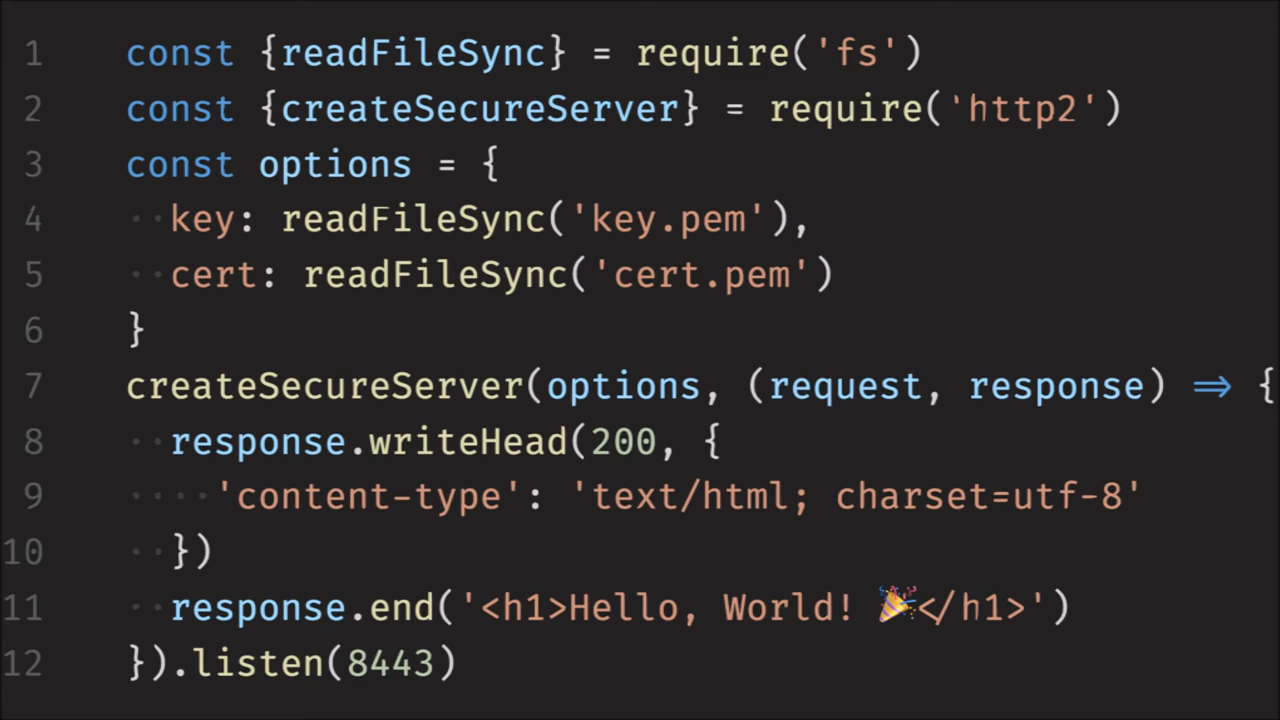 1 const {readFileSync} = require('fs')
2 const {createSecureServer} = require('http2')
3 const options = {
4 ··key: readFileSync('key.pem'),
5 ··cert: readFileSync('cert.pem')
6 }
7 createSecureServer(options, (request, response) => {
8 ··response.writeHead(200, {
9 ····'content-type': 'text/html; charset=utf-8'
10 ··})
11 ··response.end('<h1>Hello, World! 🎉</h1>')
12 }).listen(8443)